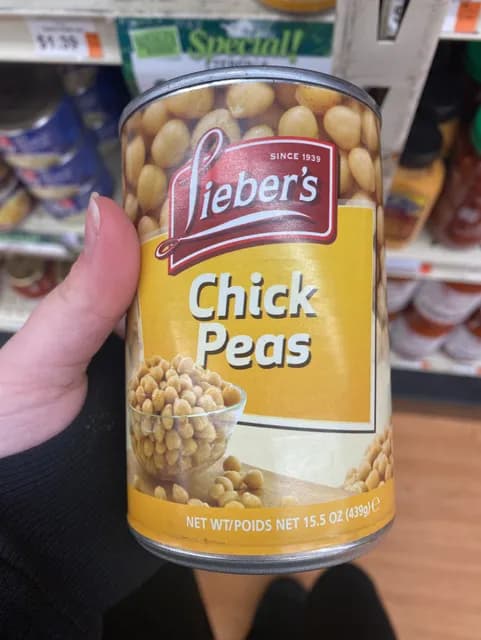 $1.39
Special!
SINCE 1939
Lieber's
Chick
Peas
NET WT/POIDS NET 15.5 OZ (439g) e